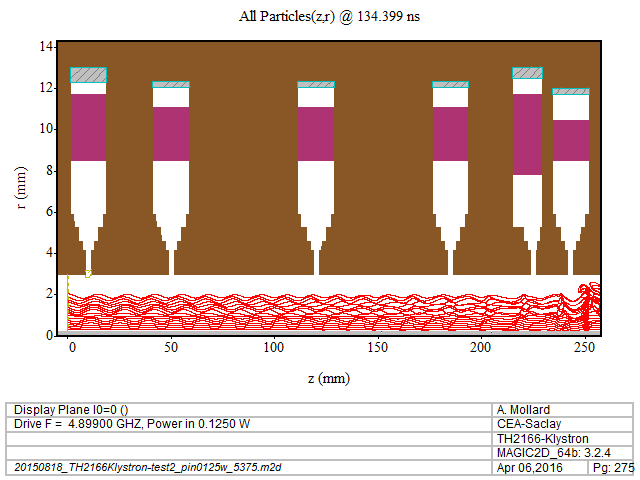 All Particles(z,r) @ 134.399 ns
14
12
10
8
6
4
2
0
r (mm)
0 50 100 150 200 250
z (mm)
Display Plane I0=0 ()
Drive F = 4.89900 GHZ, Power in 0.1250 W
20150818_TH2166Klystron-test2_pin0125w_5375.m2d
A. Mollard
CEA-Saclay
TH2166-Klystron
MAGIC2D_64b: 3.2.4
Apr 06,2016 Pg: 275